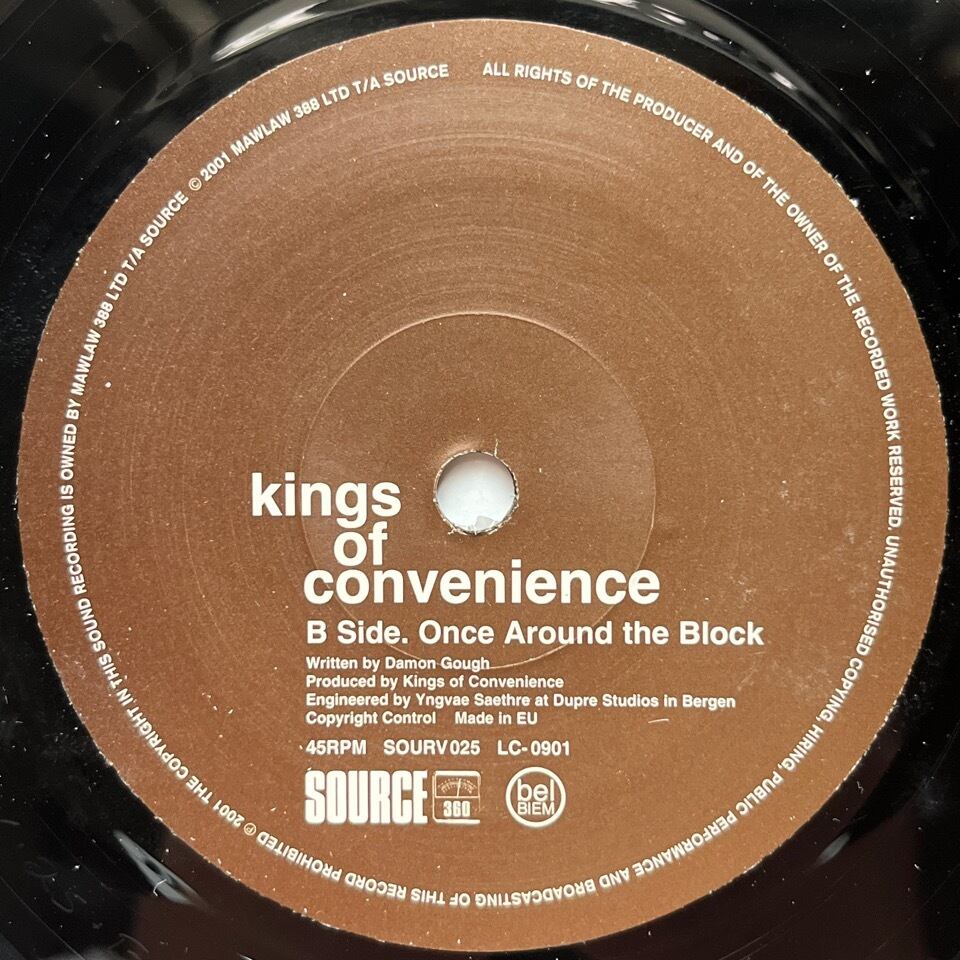 ℗ 2001 THE COPYRIGHT IN THIS SOUND RECORDING IS OWNED BY MAWLAW 388 LTD T/A SOURCE © 2001 MAWLAW 388 LTD T/A SOURCE
ALL RIGHTS OF THE PRODUCER AND OF THE OWNER OF THE RECORDED WORK RESERVED. UNAUTHORISED COPYING, HIRING, PUBLIC PERFORMANCE AND BROADCASTING OF THIS RECORD PROHIBITED
kings
of
convenience
B Side. Once Around the Block
Written by Damon Gough
Produced by Kings of Convenience
Engineered by Yngvae Saethre at Dupre Studios in Bergen
Copyright Control Made in EU
45RPM SOURV025 LC-0901
SOURCE 360 bel
BIEM